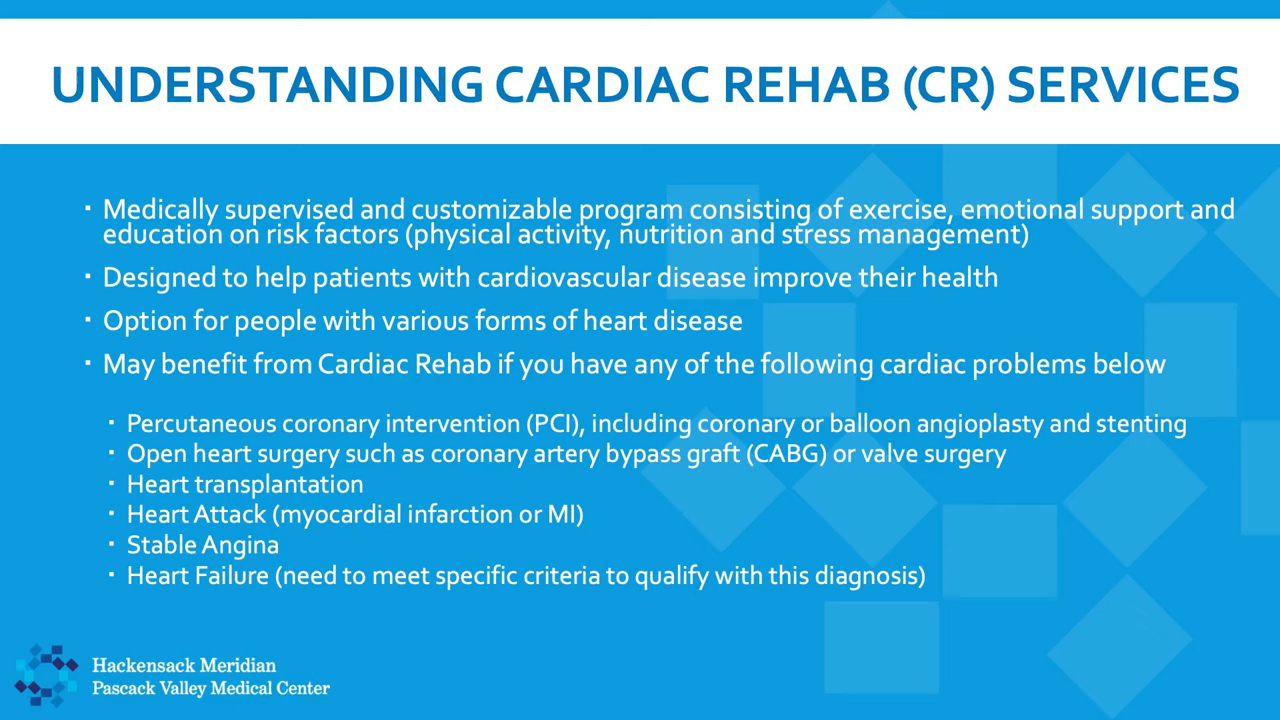 UNDERSTANDING CARDIAC REHAB (CR) SERVICES
▪ Medically supervised and customizable program consisting of exercise, emotional support and
education on risk factors (physical activity, nutrition and stress management)
▪ Designed to help patients with cardiovascular disease improve their health
▪ Option for people with various forms of heart disease
▪ May benefit from Cardiac Rehab if you have any of the following cardiac problems below
▪ Percutaneous coronary intervention (PCI), including coronary or balloon angioplasty and stenting
▪ Open heart surgery such as coronary artery bypass graft (CABG) or valve surgery
▪ Heart transplantation
▪ Heart Attack (myocardial infarction or MI)
▪ Stable Angina
▪ Heart Failure (need to meet specific criteria to qualify with this diagnosis)
Hackensack Meridian
Pascack Valley Medical Center